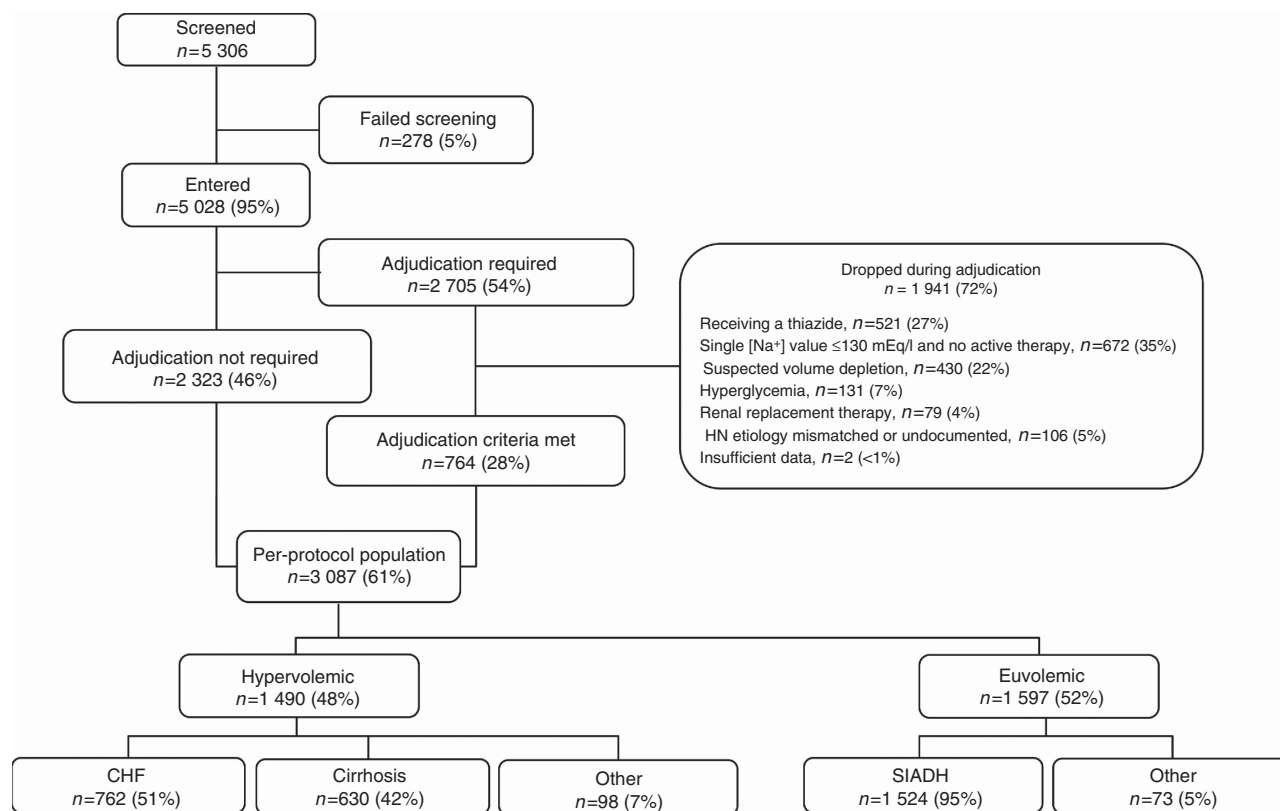 Screened
n=5 306
Failed screening
n=278 (5%)
Entered
n=5 028 (95%)
Adjudication required
n=2 705 (54%)
Dropped during adjudication
n = 1 941 (72%)
Receiving a thiazide, n=521 (27%)
Single [Na+] value ≤130 mEq/l and no active therapy, n=672 (35%)
Suspected volume depletion, n=430 (22%)
Hyperglycemia, n=131 (7%)
Renal replacement therapy, n=79 (4%)
HN etiology mismatched or undocumented, n=106 (5%)
Insufficient data, n=2 (<1%)
Adjudication not required
n=2 323 (46%)
Adjudication criteria met
n=764 (28%)
Per-protocol population
n=3 087 (61%)
Hypervolemic
n=1 490 (48%)
Euvolemic
n=1 597 (52%)
CHF
n=762 (51%)
Cirrhosis
n=630 (42%)
Other
n=98 (7%)
SIADH
n=1 524 (95%)
Other
n=73 (5%)